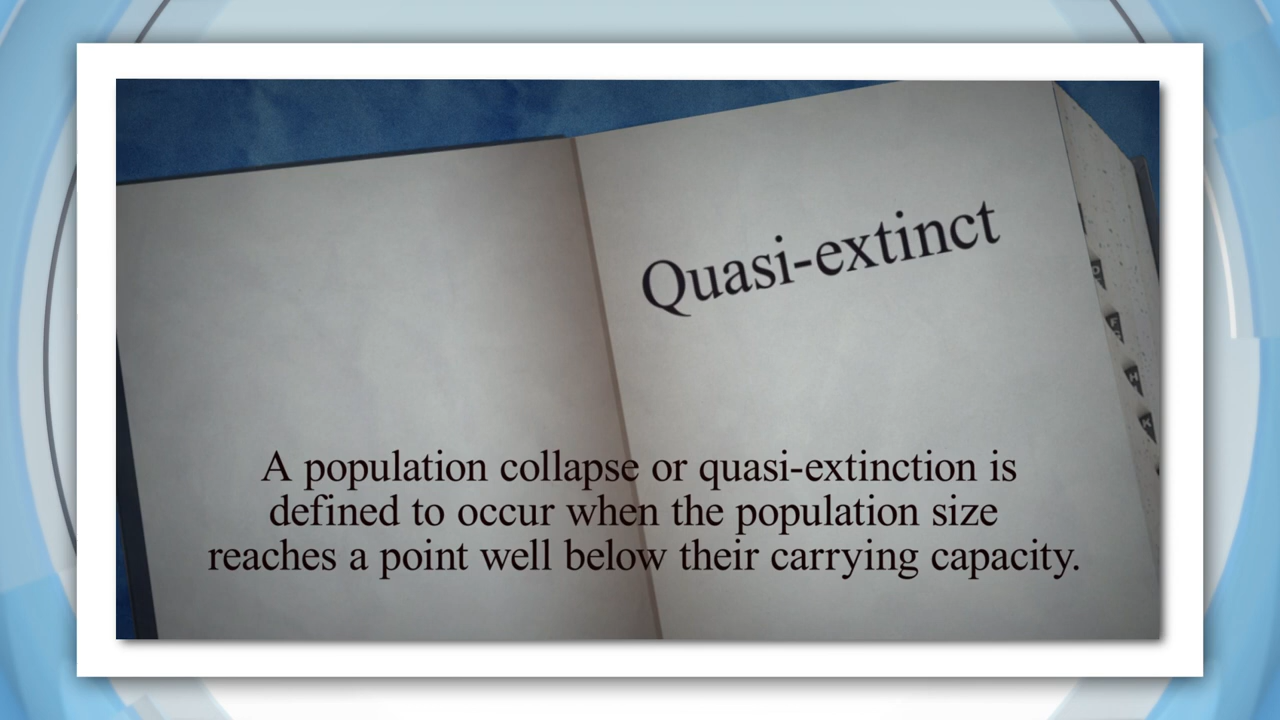 Quasi-extinct
A population collapse or quasi-extinction is
defined to occur when the population size
reaches a point well below their carrying capacity.